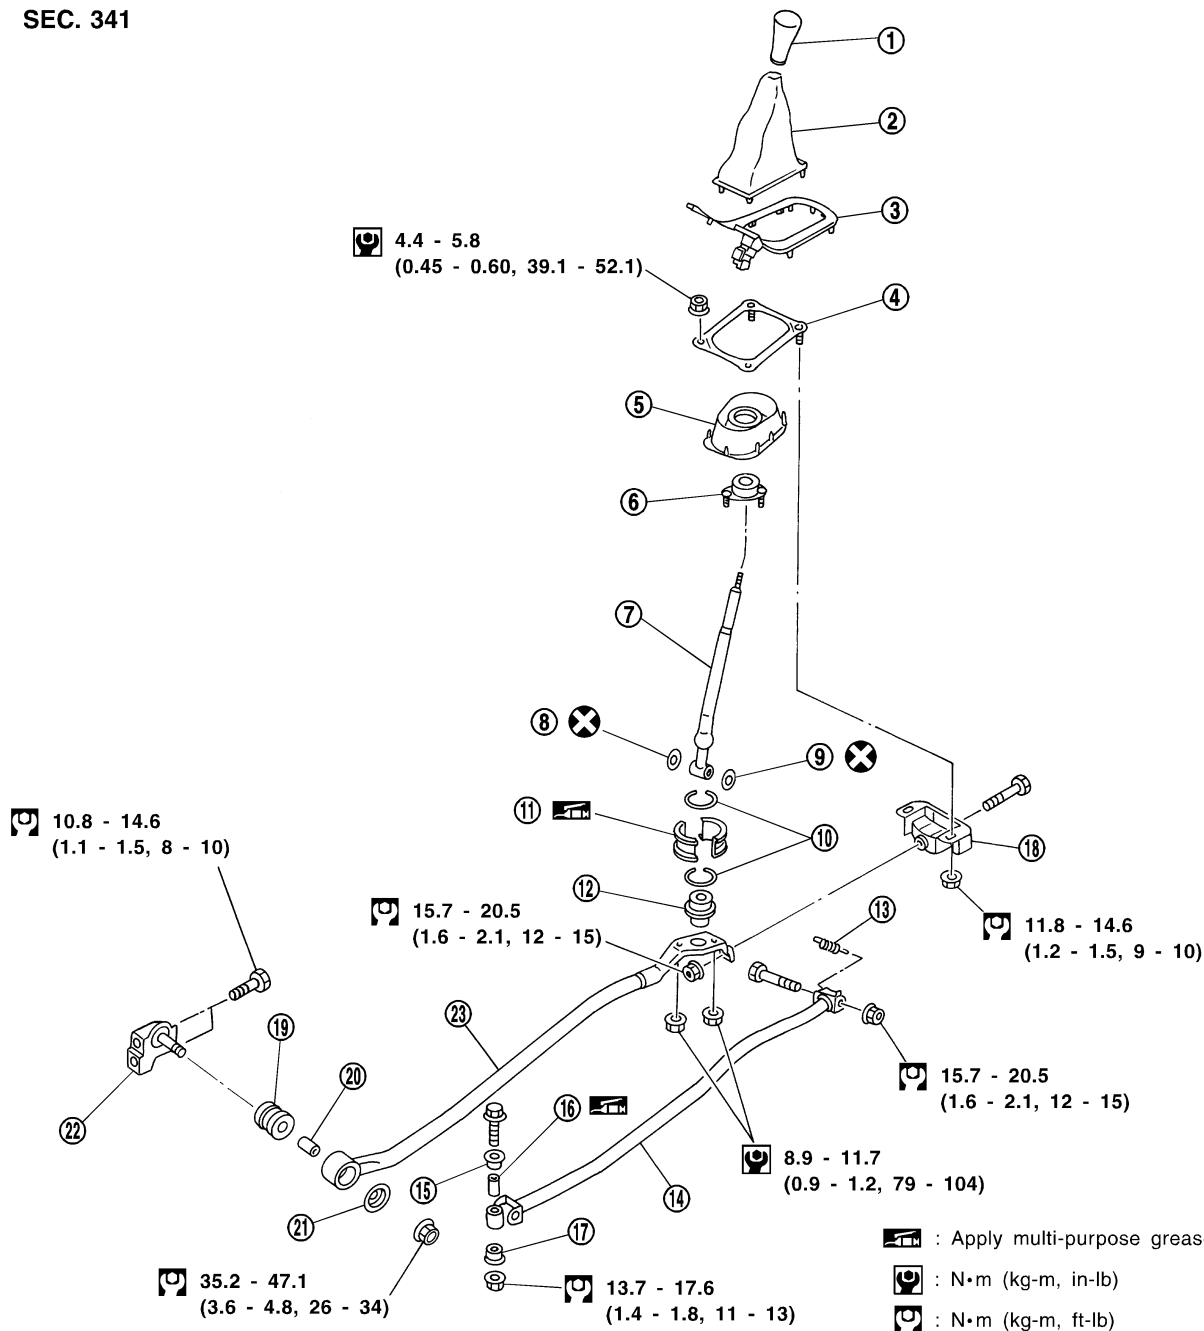 SEC. 341
1
2
3
4.4 - 5.8
(0.45 - 0.60, 39.1 - 52.1)
4
5
6
7
8
9
11
10
10.8 - 14.6
(1.1 - 1.5, 8 - 10)
18
12
15.7 - 20.5
(1.6 - 2.1, 12 - 15)
13
11.8 - 14.6
(1.2 - 1.5, 9 - 10)
23
19
20
22
15.7 - 20.5
(1.6 - 2.1, 12 - 15)
16
8.9 - 11.7
(0.9 - 1.2, 79 - 104)
15
14
21
17
: Apply multi-purpose greas
35.2 - 47.1
(3.6 - 4.8, 26 - 34)
13.7 - 17.6
(1.4 - 1.8, 11 - 13)
: N•m (kg-m, in-lb)
: N•m (kg-m, ft-lb)